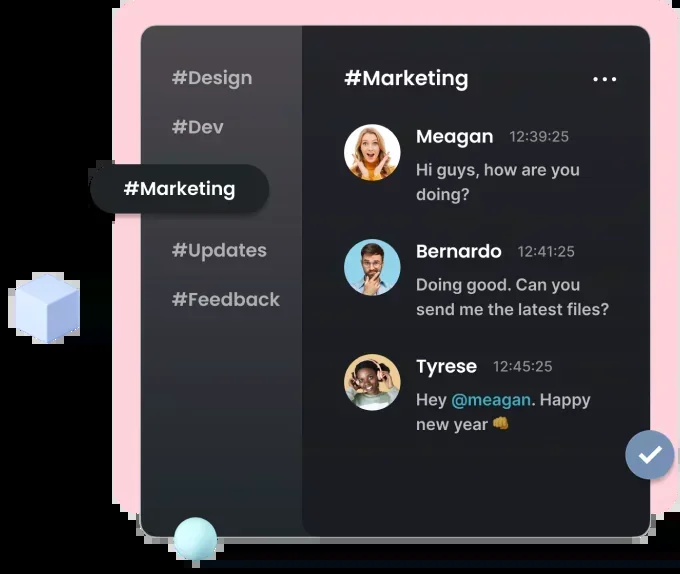 #Design
#Dev
#Marketing
#Updates
#Feedback
#Marketing
Meagan 12:39:25
Hi guys, how are you
doing?
Bernardo 12:41:25
Doing good. Can you
send me the latest files?
Tyrese 12:45:25
Hey @meagan. Happy
new year 👊